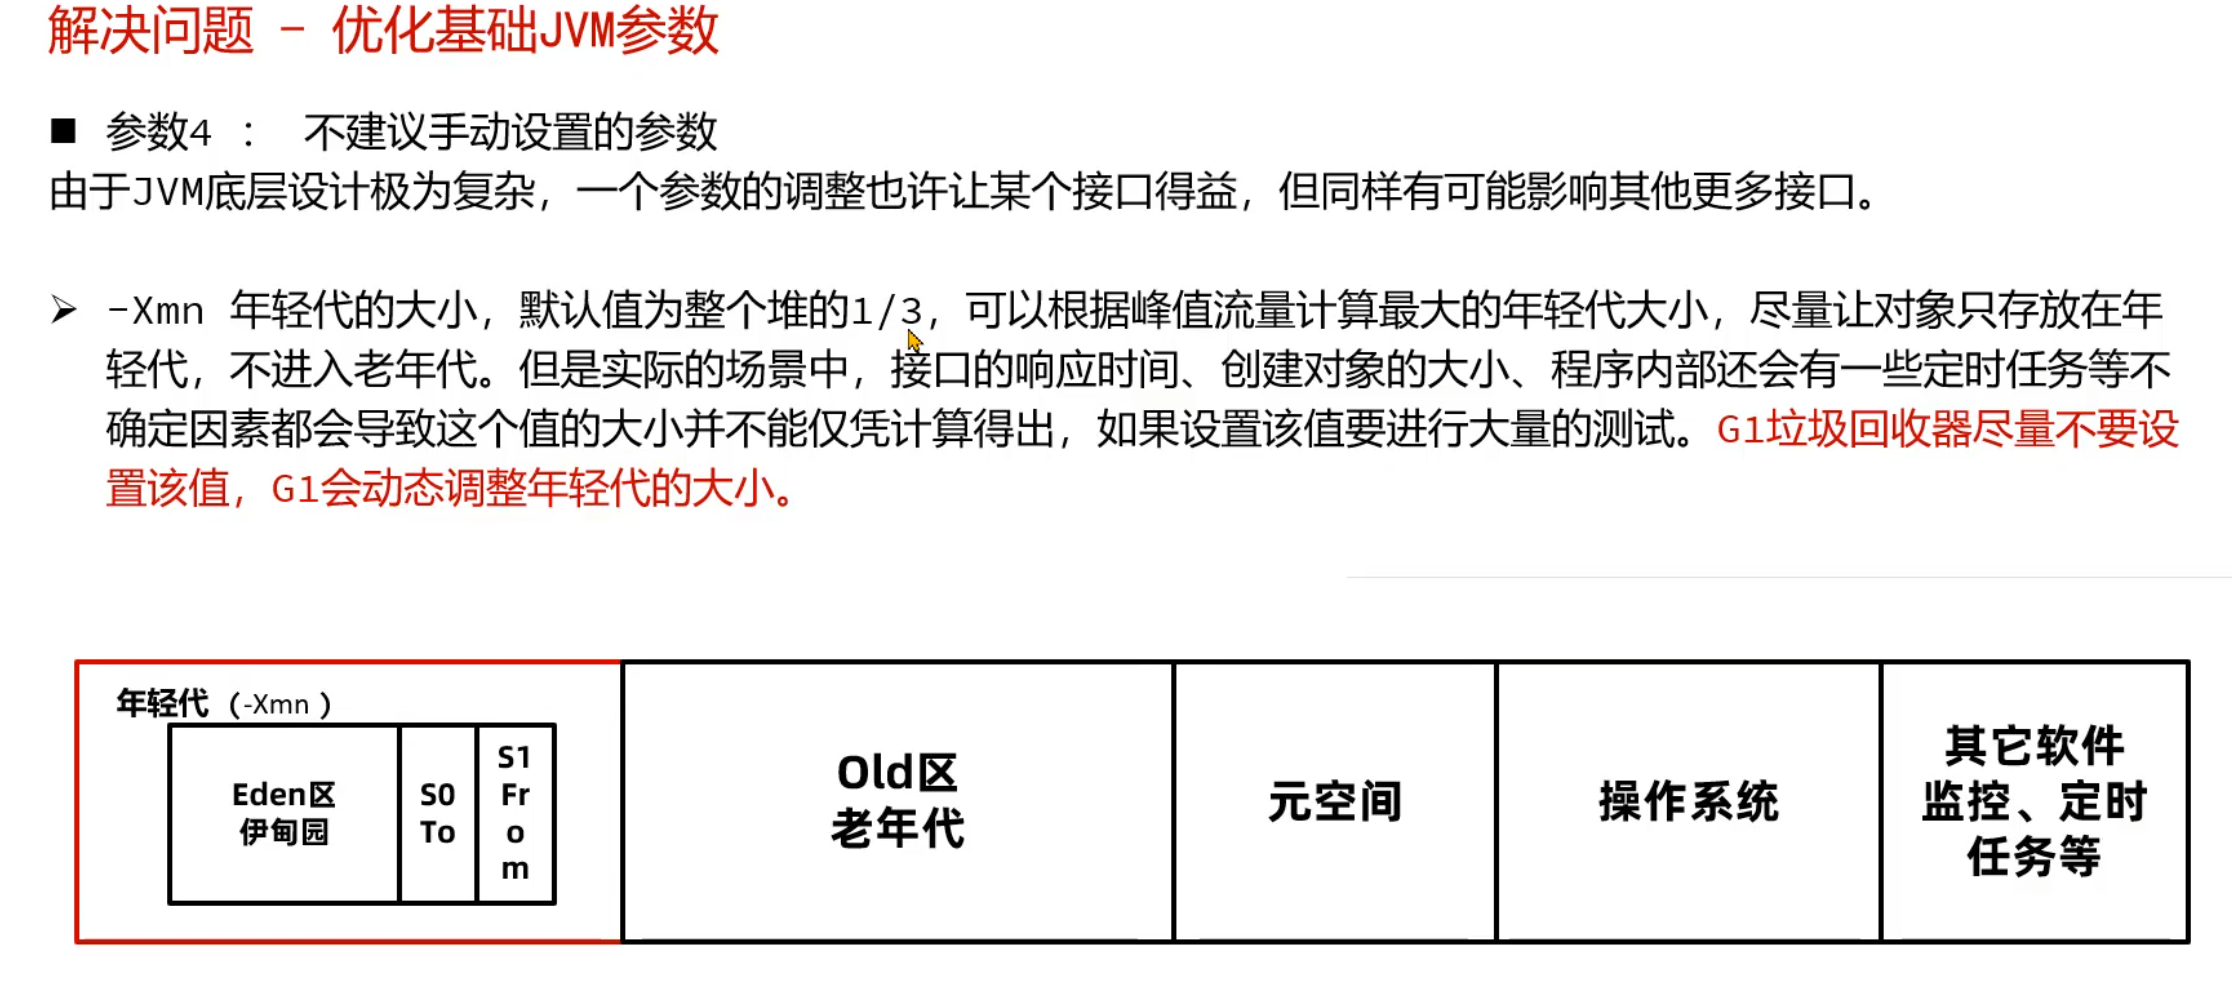 解决问题 - 优化基础JVM参数
■ 参数4 ： 不建议手动设置的参数
由于JVM底层设计极为复杂，一个参数的调整也许让某个接口得益，但同样有可能影响其他更多接口。
➢ -Xmn 年轻代的大小，默认值为整个堆的1/3，可以根据峰值流量计算最大的年轻代大小，尽量让对象只存放在年
轻代，不进入老年代。但是实际的场景中，接口的响应时间、创建对象的大小、程序内部还会有一些定时任务等不
确定因素都会导致这个值的大小并不能仅凭计算得出，如果设置该值要进行大量的测试。G1垃圾回收器尽量不要设
置该值，G1会动态调整年轻代的大小。
年轻代（-Xmn ）
Eden区
伊甸园
S0
To
S1
Fr
o
m
Old区
老年代
元空间
操作系统
其它软件
监控、定时
任务等